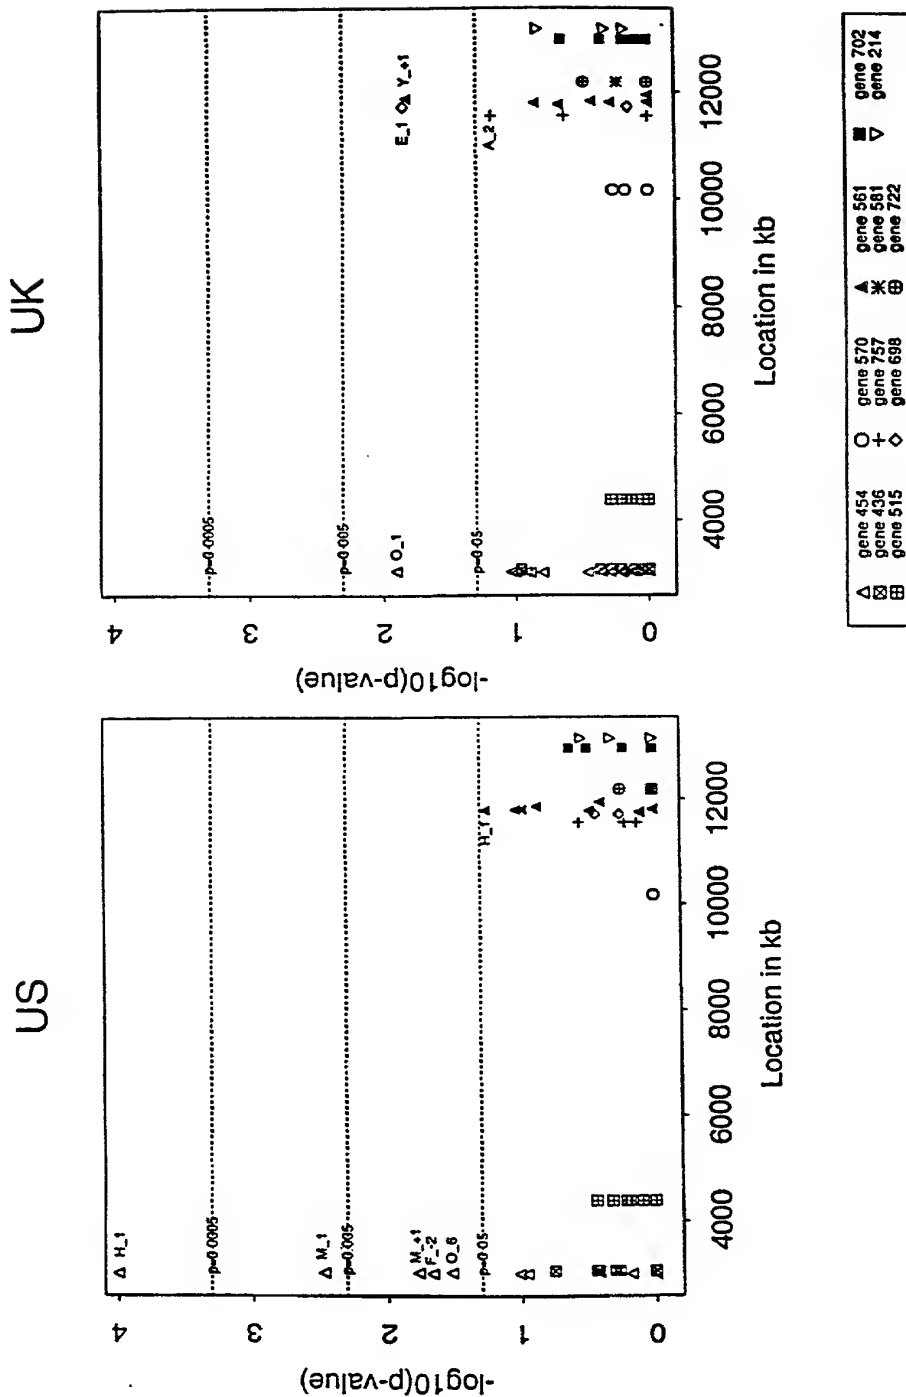 US
-log10(p-value)
4
3
2
1
0
H_1
p=0.0005
M_1
p=0.005
M_+1
F_-2
O_6
p=0.05
H_1
4000
6000
8000
10000
12000
Location in kb
UK
-log10(p-value)
4
3
2
1
0
p=0.0005
p=0.005
O_1
E_1
Y_+1
p=0.05
A_2
4000
6000
8000
10000
12000
Location in kb
gene 454
gene 436
gene 515
gene 570
gene 757
gene 698
gene 561
gene 581
gene 722
gene 702
gene 214